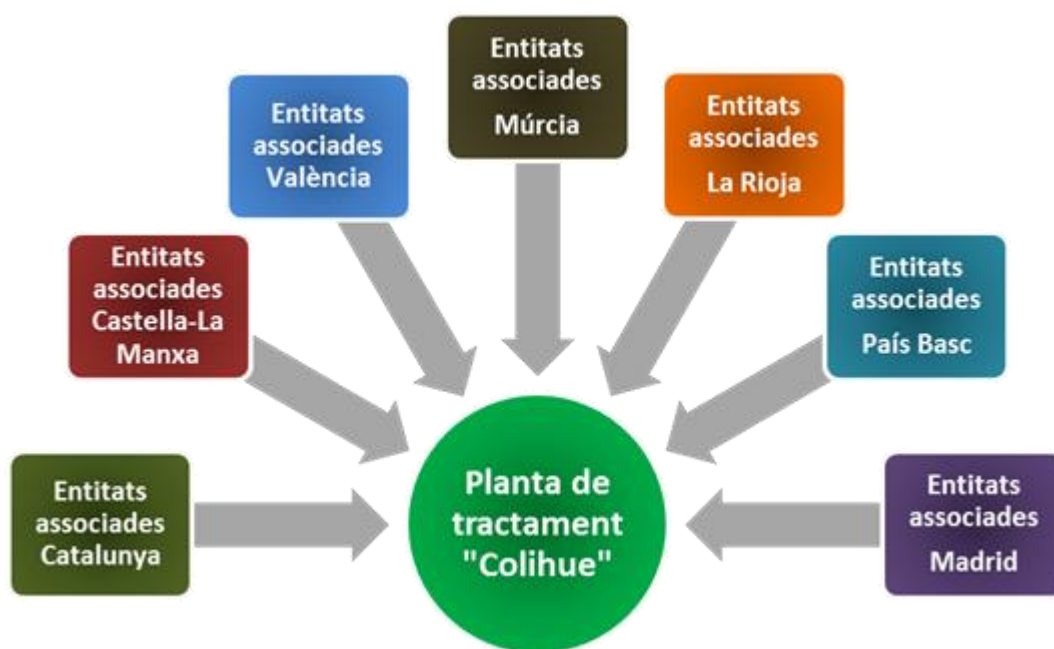 Entitats
associades
Múrcia
Entitats
associades
València
Entitats
associades
La Rioja
Entitats
associades
Castella-La
Manxa
Entitats
associades
País Basc
Entitats
associades
Catalunya
Planta de
tractament
"Colihue"
Entitats
associades
Madrid